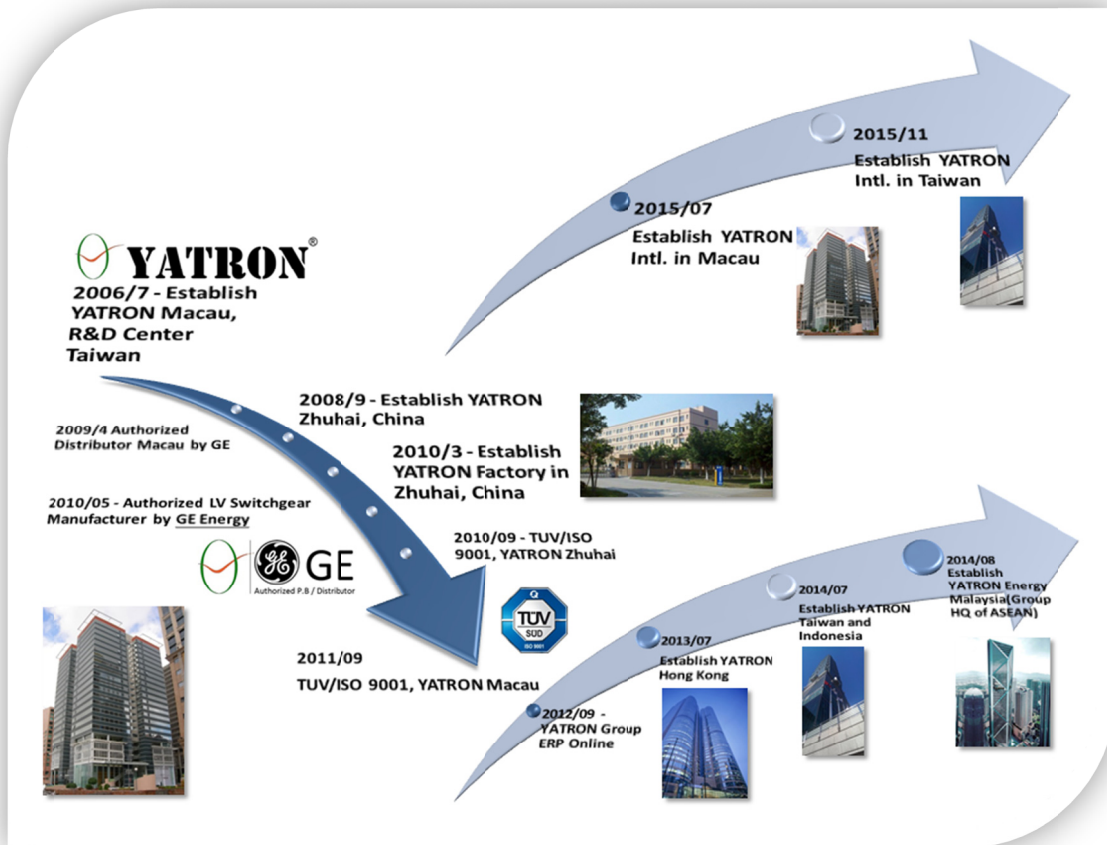 YATRON®
2006/7 - Establish
YATRON Macau,
R&D Center
Taiwan
2008/9 - Establish YATRON
Zhuhai, China
2009/4 Authorized
Distributor Macau by GE
2010/3 - Establish
YATRON Factory in
Zhuhai, China
2010/05 - Authorized LV Switchgear
Manufacturer by GE Energy
GE
Authorized P.B / Distributor
2010/09 - TUV/ISO
9001, YATRON Zhuhai
TÜV
SÜD
ISO 9001
2011/09
TUV/ISO 9001, YATRON Macau
2012/09 -
YATRON Group
ERP Online
2013/07
Establish YATRON
Hong Kong
2014/07
Establish YATRON
Taiwan and
Indonesia
2014/08
Establish
YATRON Energy
Malaysia(Group
HQ of ASEAN)
2015/07
Establish YATRON
Intl. in Macau
2015/11
Establish YATRON
Intl. in Taiwan